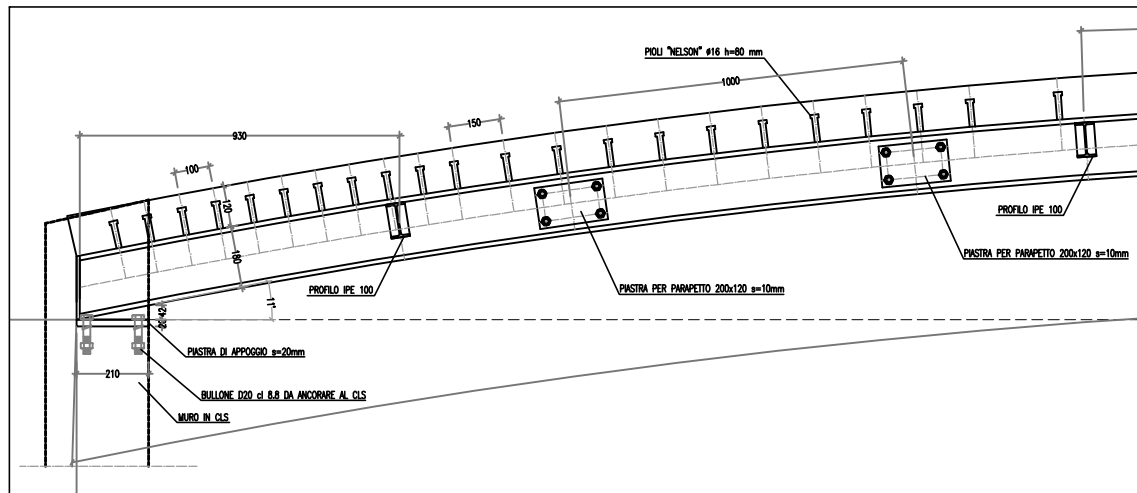 PIOLI "NELSON" ø16 h=80 mm
1000
930
150
100
120
180
PROFILO IPE 100
PROFILO IPE 100
PIASTRA PER PARAPETTO 200x120 s=10mm
PIASTRA PER PARAPETTO 200x120 s=10mm
11°
42
20
PIASTRA DI APPOGGIO s=20mm
210
BULLONE D20 cl 8.8 DA ANCORARE AL CLS
MURO IN CLS